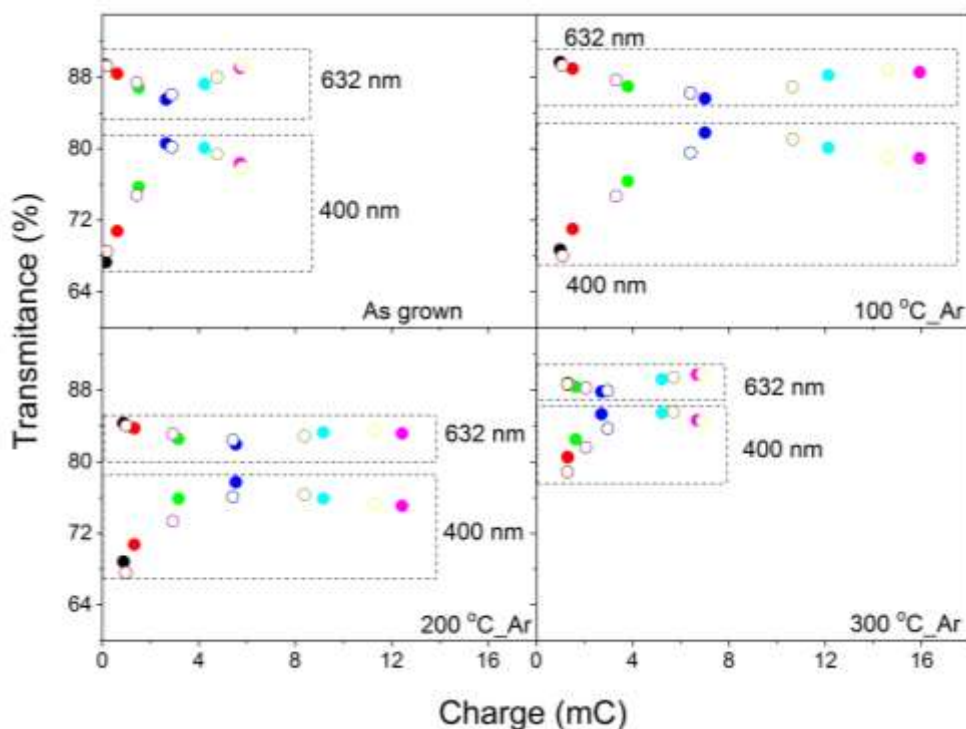 Transmitance (%)
88
80
72
64
632 nm
400 nm
As grown
632 nm
400 nm
100 °C_Ar
88
80
72
64
632 nm
400 nm
200 °C_Ar
632 nm
400 nm
300 °C_Ar
0 4 8 12 16
0 4 8 12 16
Charge (mC)